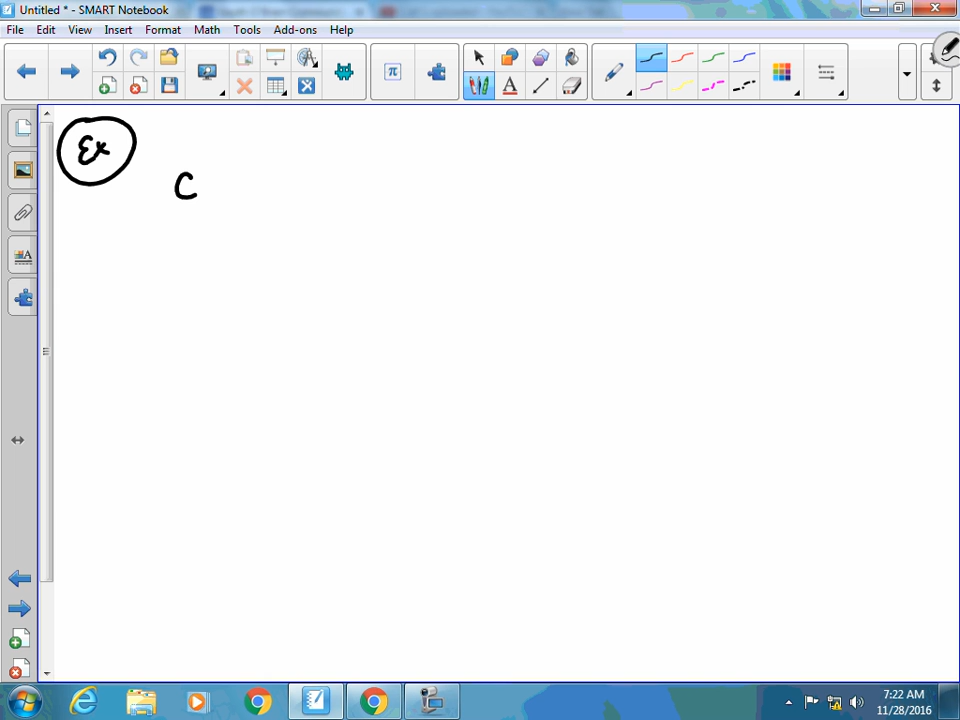 Untitled * - SMART Notebook
File Edit View Insert Format Math Tools Add-ons Help
Ex
C
7:22 AM
11/28/2016